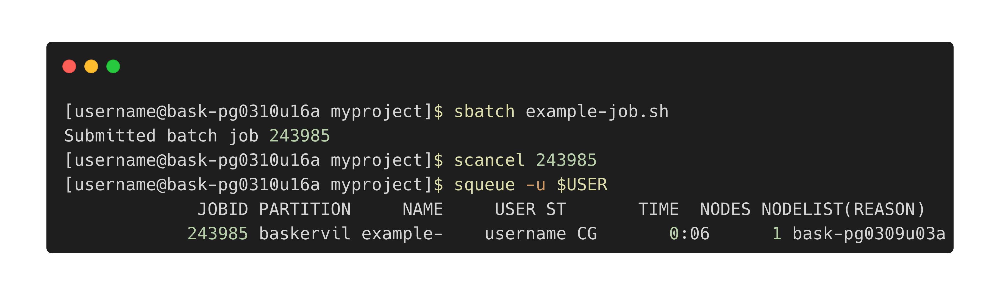 [username@bask-pg0310u16a myproject]$ sbatch example-job.sh
Submitted batch job 243985
[username@bask-pg0310u16a myproject]$ scancel 243985
[username@bask-pg0310u16a myproject]$ squeue -u $USER
             JOBID PARTITION     NAME     USER ST       TIME  NODES NODELIST(REASON)
            243985 baskervil example-    username CG       0:06      1 bask-pg0309u03a